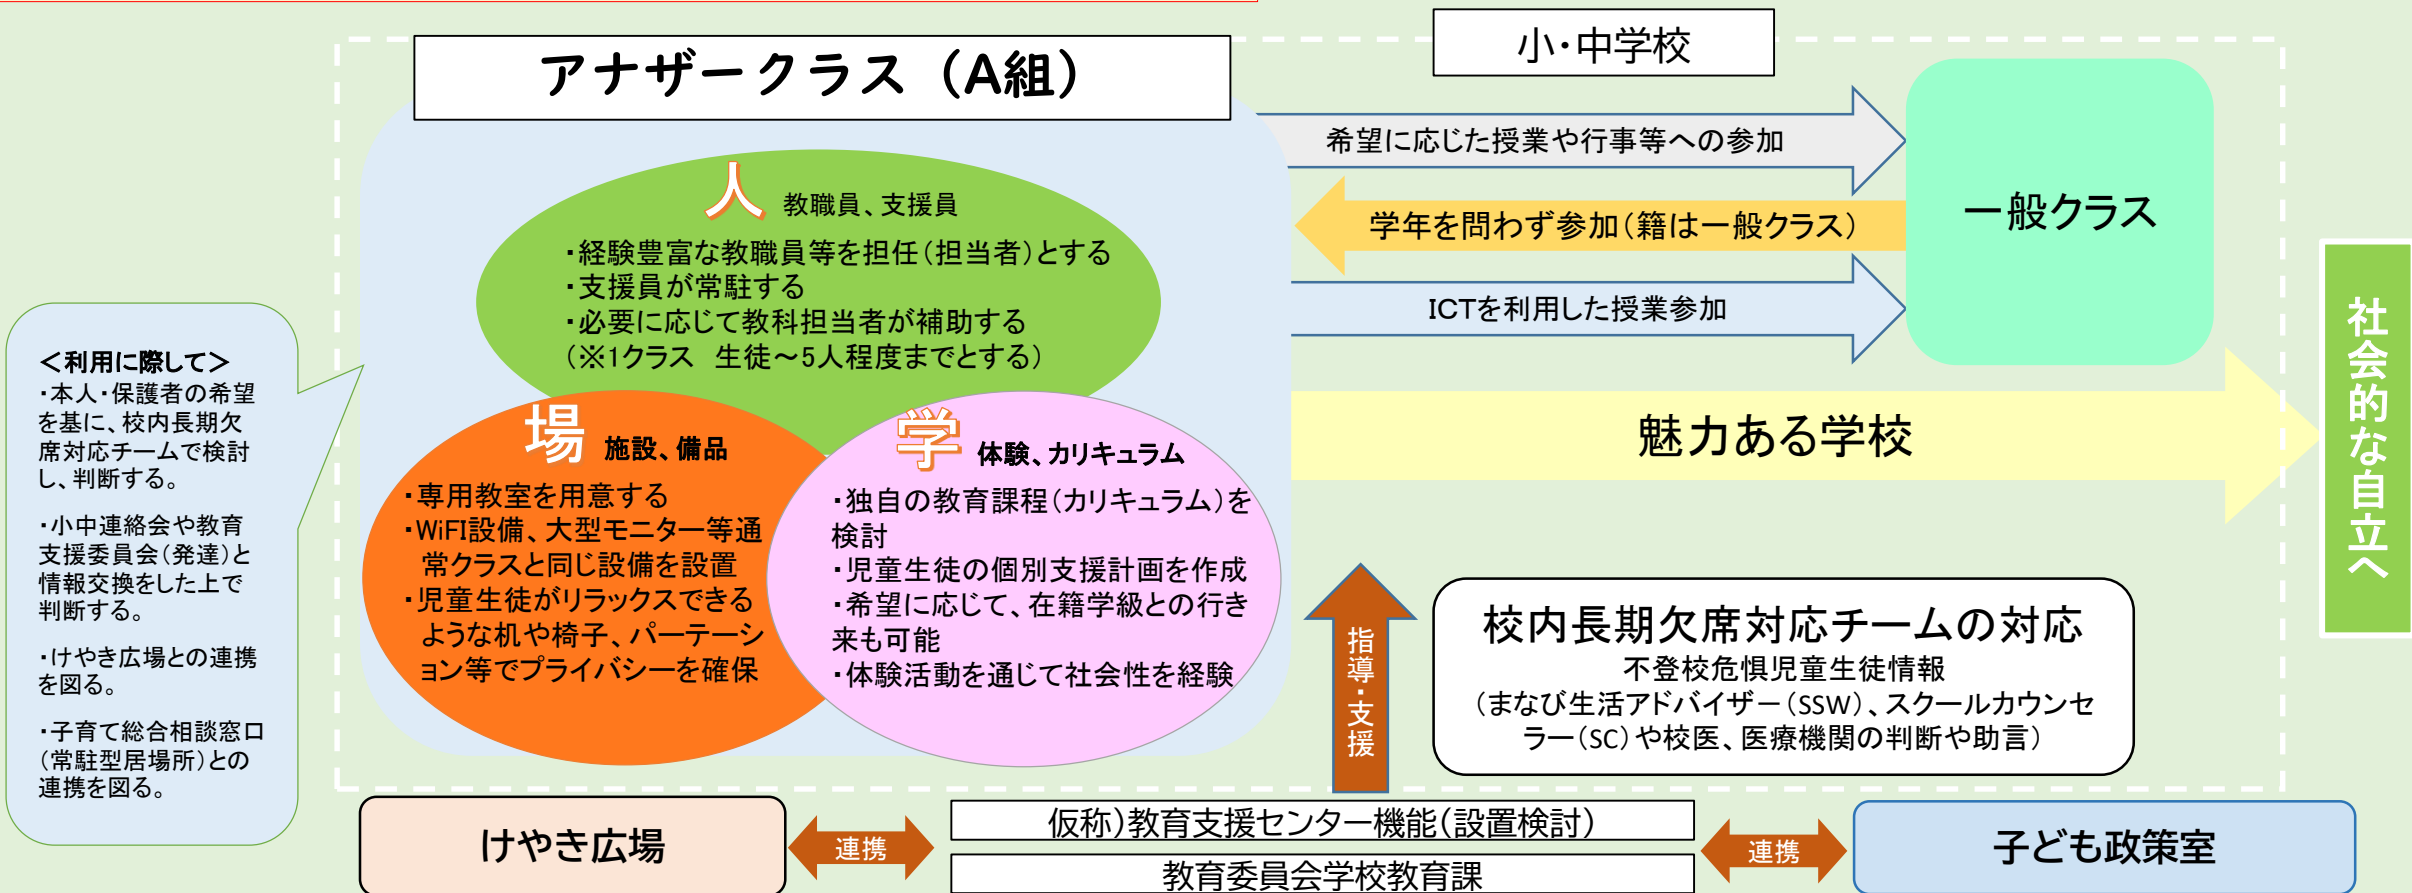 アナザークラス（A組）
小・中学校
人 教職員、支援員
・経験豊富な教職員等を担任（担当者）とする
・支援員が常駐する
・必要に応じて教科担当者が補助する
（※1クラス　生徒～5人程度までとする）
場 施設、備品
・専用教室を用意する
・WiFI設備、大型モニター等通
常クラスと同じ設備を設置
・児童生徒がリラックスできる
ような机や椅子、パーテーシ
ョン等でプライバシーを確保
学 体験、カリキュラム
・独自の教育課程（カリキュラム）を
検討
・児童生徒の個別支援計画を作成
・希望に応じて、在籍学級との行き
来も可能
・体験活動を通じて社会性を経験
＜利用に際して＞
・本人・保護者の希望
を基に、校内長期欠
席対応チームで検討
し、判断する。
・小中連絡会や教育
支援委員会（発達）と
情報交換をした上で
判断する。
・けやき広場との連携
を図る。
・子育て総合相談窓口
（常駐型居場所）との
連携を図る。
希望に応じた授業や行事等への参加
学年を問わず参加（籍は一般クラス）
ICTを利用した授業参加
一般クラス
魅力ある学校
社会的な自立へ
指導・支援
校内長期欠席対応チームの対応
不登校危惧児童生徒情報
（まなび生活アドバイザー（SSW）、スクールカウンセ
ラー（SC）や校医、医療機関の判断や助言）
けやき広場
連携
仮称）教育支援センター機能（設置検討）
教育委員会学校教育課
連携
子ども政策室